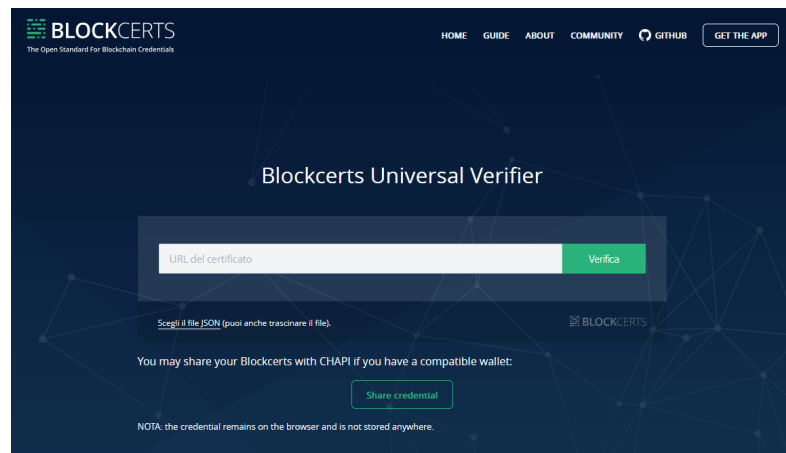 BLOCKCERTS
The Open Standard For Blockchain Credentials
HOME GUIDE ABOUT COMMUNITY GITHUB GET THE APP
Blockcerts Universal Verifier
URL del certificato Verifica
Scegli il file JSON (puoi anche trascinare il file). BLOCKCERTS
You may share your Blockcerts with CHAPI if you have a compatible wallet:
Share credential
NOTA: the credential remains on the browser and is not stored anywhere.